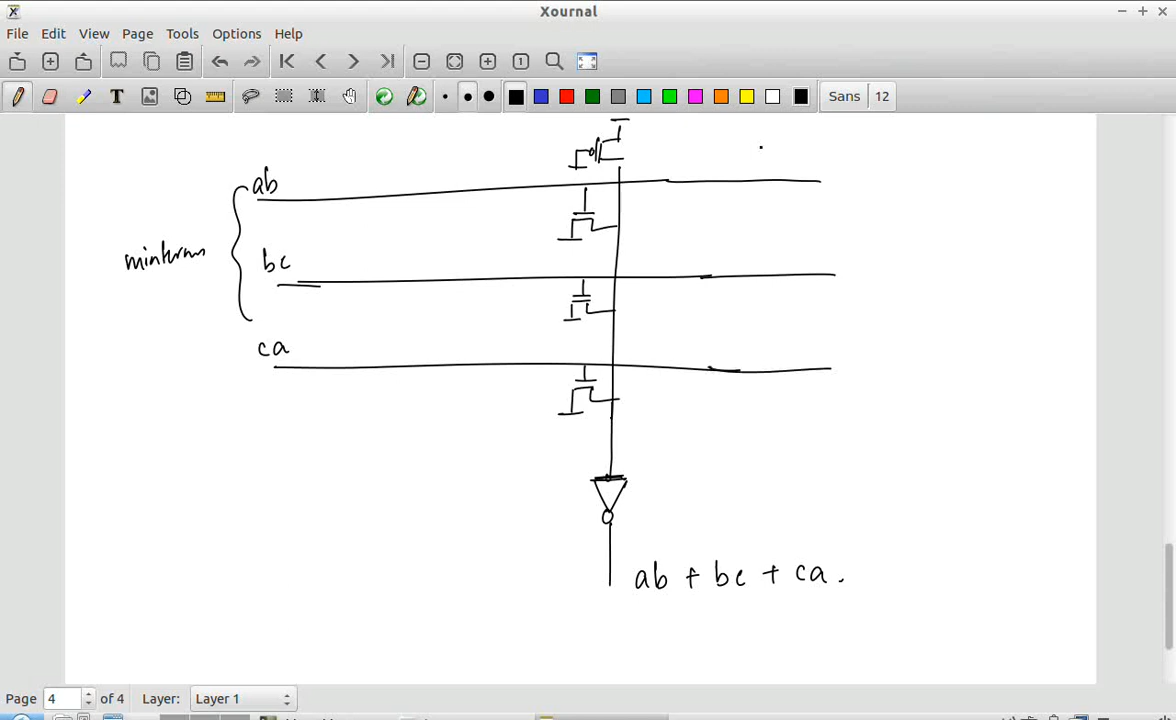 Xournal
File Edit View Page Tools Options Help
Sans 12
ab
minterms
bc
ca
ab + bc + ca .
Page 4 of 4 Layer: Layer 1